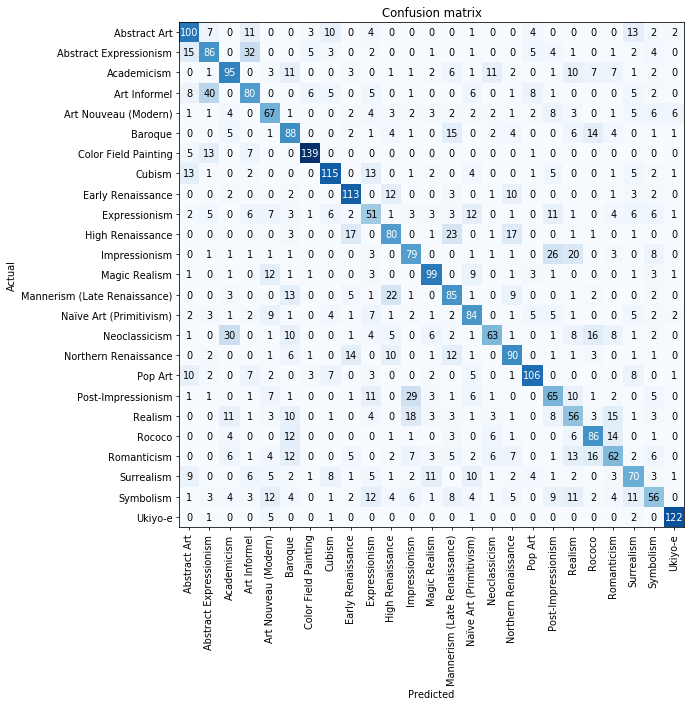 Confusion matrix
Actual
Abstract Art 100 7 0 11 0 0 3 10 0 4 0 0 0 0 1 0 0 4 0 0 0 0 13 2 2
Abstract Expressionism 15 86 0 32 0 0 5 3 0 2 0 0 1 0 1 0 0 5 4 1 0 1 2 4 0
Academicism 0 1 95 0 3 11 0 0 3 0 1 1 2 6 1 11 2 0 1 10 7 7 1 2 0
Art Informel 8 40 0 80 0 0 6 5 0 5 0 1 0 0 6 0 1 8 1 0 0 0 5 2 0
Art Nouveau (Modern) 1 1 4 0 67 1 0 0 2 4 3 2 3 2 2 2 1 2 8 3 0 1 5 6 6
Baroque 0 0 5 0 1 88 0 0 2 1 4 1 0 15 0 2 4 0 0 6 14 4 0 1 1
Color Field Painting 5 13 0 7 0 0 139 0 0 0 0 0 0 0 0 0 0 1 0 0 0 0 0 0 0
Cubism 13 1 0 2 0 0 0 115 0 13 0 1 2 0 4 0 0 1 5 0 0 1 5 2 1
Early Renaissance 0 0 2 0 0 2 0 0 113 0 12 0 0 3 0 1 10 0 0 0 0 1 3 2 0
Expressionism 2 5 0 6 7 3 1 6 2 51 1 3 3 3 12 0 1 0 11 1 0 4 6 6 1
High Renaissance 0 0 0 0 3 3 0 0 17 0 80 0 0 23 0 1 17 0 0 0 1 1 0 2 0
Impressionism 0 1 1 1 1 1 0 0 0 3 0 79 0 0 1 1 1 0 26 20 0 3 0 8 0
Magic Realism 1 0 1 0 12 1 1 0 0 3 0 0 99 0 9 0 1 3 1 0 0 0 1 3 1
Mannerism (Late Renaissance) 0 0 3 0 0 13 0 0 5 1 22 1 0 85 1 0 9 0 0 1 2 0 0 2 0
Naïve Art (Primitivism) 2 3 1 2 9 1 0 4 1 7 1 2 1 2 84 1 0 5 5 1 0 0 5 2 2
Neoclassicism 1 0 30 0 1 10 0 0 1 4 5 0 6 2 1 63 1 0 1 8 16 8 1 2 0
Northern Renaissance 0 2 0 0 1 6 1 0 14 0 10 0 1 12 1 0 90 0 1 1 3 0 1 1 0
Pop Art 10 2 0 7 2 0 3 7 0 2 0 0 2 0 5 0 1 106 0 0 0 0 8 0 1
Post-Impressionism 1 1 0 1 7 1 0 0 1 11 0 29 3 1 6 1 0 0 65 10 1 2 0 5 0
Realism 0 0 11 1 3 10 0 1 0 4 0 18 3 3 1 3 1 0 8 56 3 15 1 3 0
Rococo 0 0 4 0 0 12 0 0 0 1 1 0 3 0 0 6 1 0 0 6 86 14 0 1 0
Romanticism 0 0 6 1 4 12 0 0 5 0 2 7 3 5 2 6 7 0 1 13 16 62 2 1 0
Surrealism 9 0 0 6 5 2 1 8 1 5 1 2 11 0 10 1 2 4 1 2 0 3 70 3 1
Symbolism 1 3 4 3 12 4 0 1 2 12 4 6 1 8 4 1 5 0 9 11 2 4 11 56 0
Ukiyo-e 0 1 0 0 5 0 0 1 0 0 0 0 0 1 1 0 0 0 1 0 0 0 2 0 122
Abstract Art
Abstract Expressionism
Academicism
Art Informel
Art Nouveau (Modern)
Baroque
Color Field Painting
Cubism
Early Renaissance
Expressionism
High Renaissance
Impressionism
Magic Realism
Mannerism (Late Renaissance)
Naïve Art (Primitivism)
Neoclassicism
Northern Renaissance
Pop Art
Post-Impressionism
Realism
Rococo
Romanticism
Surrealism
Symbolism
Ukiyo-e
Predicted